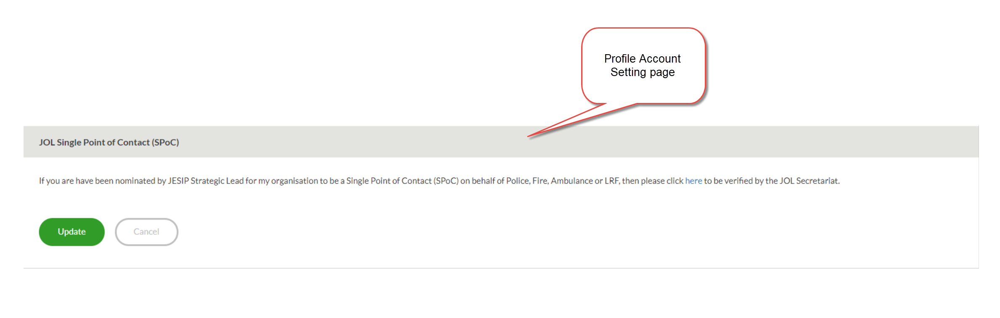 Profile Account
Setting page
JOL Single Point of Contact (SPoC)
If you are have been nominated by JESIP Strategic Lead for my organisation to be a Single Point of Contact (SPoC) on behalf of Police, Fire, Ambulance or LRF, then please click here to be verified by the JOL Secretariat.
Update
Cancel